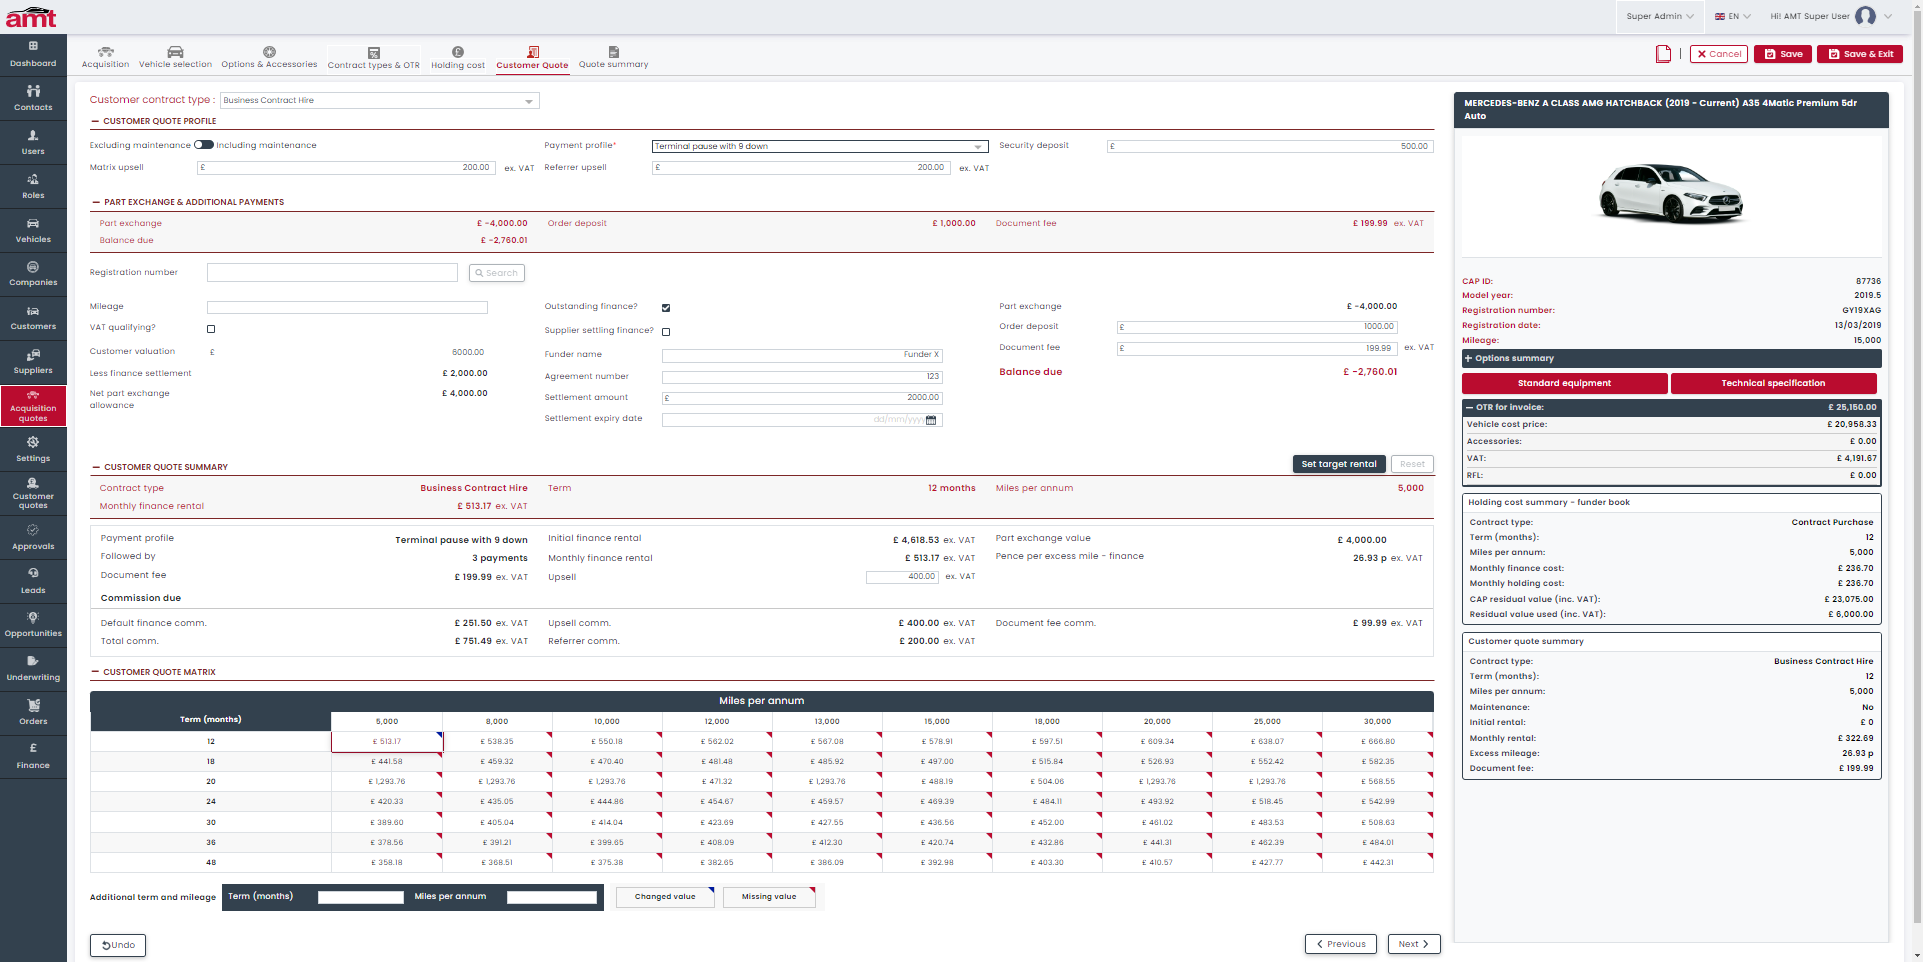 amt
Super Admin
EN
Hi! AMT Super User
Dashboard
Contacts
Users
Roles
Vehicles
Companies
Customers
Suppliers
Acquisition
quotes
Settings
Customer
quotes
Approvals
Leads
Opportunities
Underwriting
Orders
£
Finance
Acquisition
Vehicle selection
Options & Accessories
Contract types & OTR
Holding cost
Customer Quote
Quote summary
Cancel
Save
Save & Exit
Customer contract type : Business Contract Hire
CUSTOMER QUOTE PROFILE
Excluding maintenance Including maintenance Payment profile* Terminal pause with 9 down Security deposit £ 500.00
Matrix upsell £ 200.00 ex. VAT Referrer upsell £ 200.00 ex. VAT
PART EXCHANGE & ADDITIONAL PAYMENTS
Part exchange £ -4,000.00 Order deposit £ 1,000.00 Document fee £ 199.99 ex. VAT
Balance due £ -2,760.01
Registration number Search
Mileage
VAT qualifying?
Customer valuation £ 6000.00
Less finance settlement £ 2,000.00
Net part exchange
allowance £ 4,000.00
Outstanding finance?
Supplier settling finance?
Funder name Funder X
Agreement number 123
Settlement amount £ 2000.00
Settlement expiry date dd/mm/yyyy
Part exchange £ -4,000.00
Order deposit £ 1000.00
Document fee £ 199.99 ex. VAT
Balance due £ -2,760.01
CUSTOMER QUOTE SUMMARY Set target rental Reset
Contract type Business Contract Hire Term 12 months Miles per annum 5,000
Monthly finance rental £ 513.17 ex. VAT
Payment profile Terminal pause with 9 down Initial finance rental £ 4,618.53 ex. VAT Part exchange value £ 4,000.00
Followed by 3 payments Monthly finance rental £ 513.17 ex. VAT Pence per excess mile - finance 26.93 p ex. VAT
Document fee £ 199.99 ex. VAT Upsell 400.00 ex. VAT
Commission due
Default finance comm. £ 251.50 ex. VAT Upsell comm. £ 400.00 ex. VAT Document fee comm. £ 99.99 ex. VAT
Total comm. £ 751.49 ex. VAT Referrer comm. £ 200.00 ex. VAT
CUSTOMER QUOTE MATRIX
Miles per annum
Term (months) 5,000 8,000 10,000 12,000 13,000 15,000 18,000 20,000 25,000 30,000
12 £ 513.17 £ 538.35 £ 550.18 £ 562.02 £ 567.08 £ 578.91 £ 597.51 £ 609.34 £ 638.07 £ 666.80
18 £ 441.58 £ 459.32 £ 470.40 £ 481.48 £ 485.92 £ 497.00 £ 515.84 £ 526.93 £ 552.42 £ 582.35
20 £ 1,293.76 £ 1,293.76 £ 1,293.76 £ 471.32 £ 1,293.76 £ 488.19 £ 504.06 £ 1,293.76 £ 1,293.76 £ 568.55
24 £ 420.33 £ 435.05 £ 444.86 £ 454.67 £ 459.57 £ 469.39 £ 484.11 £ 493.92 £ 518.45 £ 542.99
30 £ 389.60 £ 405.04 £ 414.04 £ 423.69 £ 427.55 £ 436.56 £ 452.00 £ 461.02 £ 483.53 £ 508.63
36 £ 378.56 £ 391.21 £ 399.65 £ 408.09 £ 412.30 £ 420.74 £ 432.86 £ 441.31 £ 462.39 £ 484.01
48 £ 358.18 £ 368.51 £ 375.38 £ 382.65 £ 386.09 £ 392.98 £ 403.30 £ 410.57 £ 427.77 £ 442.31
Additional term and mileage Term (months) Miles per annum Changed value Missing value
Undo
Previous
Next
MERCEDES-BENZ A CLASS AMG HATCHBACK (2019 - Current) A35 4Matic Premium 5dr
Auto
CAP ID: 87736
Model year: 2019.5
Registration number: GY19XAG
Registration date: 13/03/2019
Mileage: 15,000
Options summary
Standard equipment
Technical specification
OTR for invoice: £ 25,150.00
Vehicle cost price: £ 20,958.33
Accessories: £ 0.00
VAT: £ 4,191.67
RFL: £ 0.00
Holding cost summary - funder book
Contract type: Contract Purchase
Term (months): 12
Miles per annum: 5,000
Monthly finance cost: £ 236.70
Monthly holding cost: £ 236.70
CAP residual value (inc. VAT): £ 23,075.00
Residual value used (inc. VAT): £ 6,000.00
Customer quote summary
Contract type: Business Contract Hire
Term (months): 12
Miles per annum: 5,000
Maintenance: No
Initial rental: £ 0
Monthly rental: £ 322.69
Excess mileage: 26.93 p
Document fee: £ 199.99